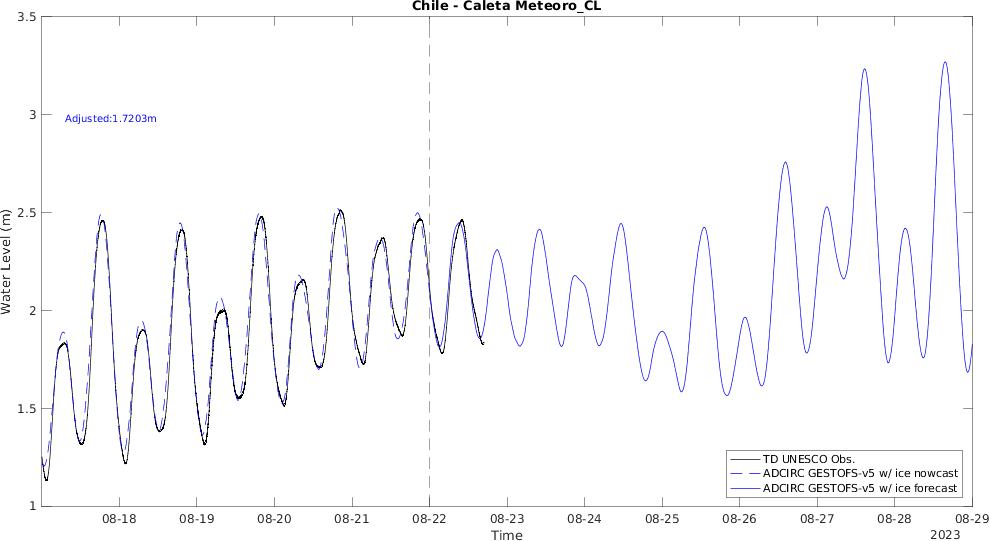 Chile - Caleta Meteoro_CL
3.5
3
2.5
2
1.5
1
Water Level (m)
Adjusted:1.7203m
TD UNESCO Obs.
ADCIRC GESTOFS-v5 w/ ice nowcast
ADCIRC GESTOFS-v5 w/ ice forecast
08-18 08-19 08-20 08-21 08-22 08-23 08-24 08-25 08-26 08-27 08-28 08-29
Time
2023